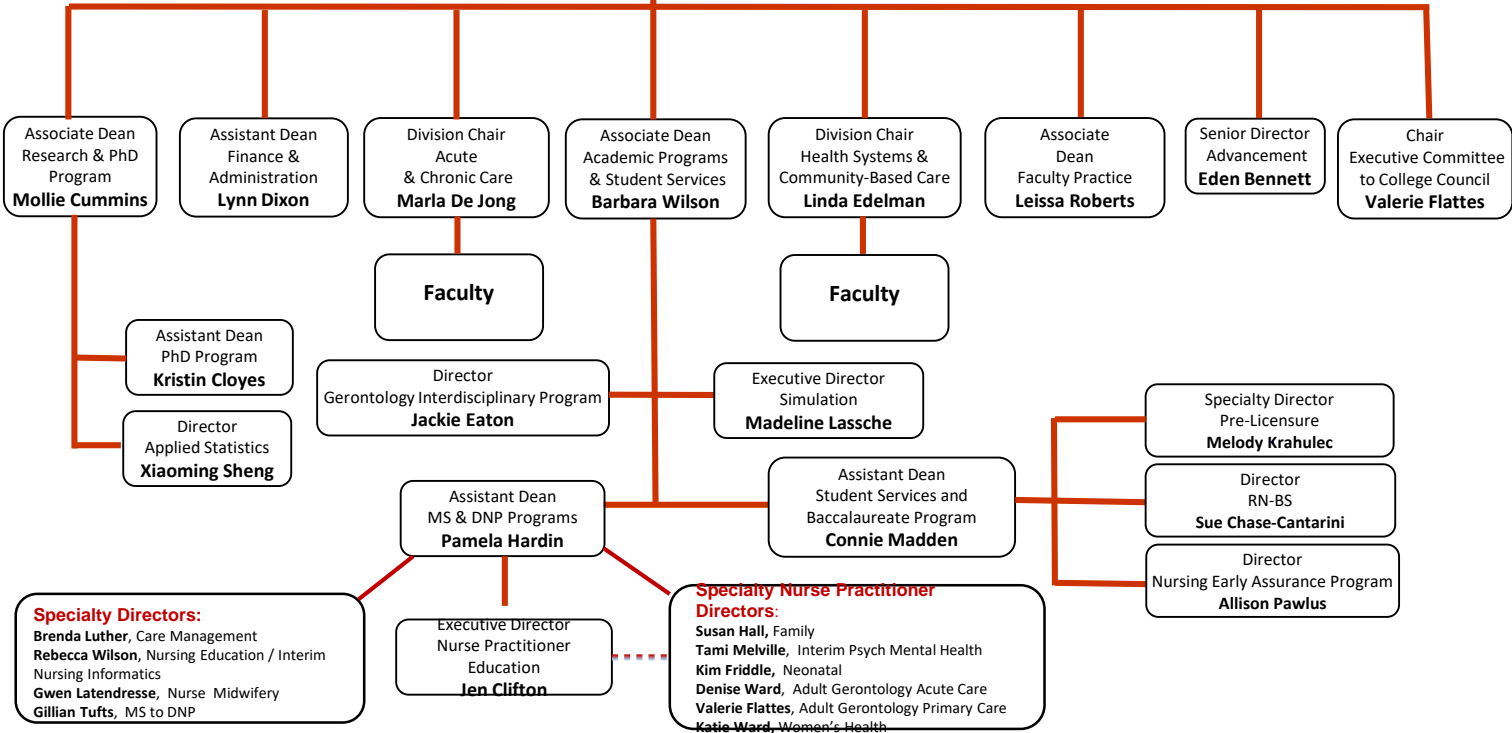 Associate Dean
Research & PhD
Program
Mollie Cummins
Assistant Dean
Finance &
Administration
Lynn Dixon
Division Chair
Acute
& Chronic Care
Marla De Jong
Associate Dean
Academic Programs
& Student Services
Barbara Wilson
Division Chair
Health Systems &
Community-Based Care
Linda Edelman
Associate
Dean
Faculty Practice
Leissa Roberts
Senior Director
Advancement
Eden Bennett
Chair
Executive Committee
to College Council
Valerie Flattes
Faculty
Faculty
Assistant Dean
PhD Program
Kristin Cloyes
Director
Applied Statistics
Xiaoming Sheng
Director
Gerontology Interdisciplinary Program
Jackie Eaton
Executive Director
Simulation
Madeline Lassche
Specialty Director
Pre-Licensure
Melody Krahulec
Director
RN-BS
Sue Chase-Cantarini
Director
Nursing Early Assurance Program
Allison Pawlus
Assistant Dean
MS & DNP Programs
Pamela Hardin
Assistant Dean
Student Services and
Baccalaureate Program
Connie Madden
Specialty Directors:
Brenda Luther, Care Management
Rebecca Wilson, Nursing Education / Interim
Nursing Informatics
Gwen Latendresse, Nurse Midwifery
Gillian Tufts, MS to DNP
Executive Director
Nurse Practitioner
Education
Jen Clifton
Specialty Nurse Practitioner
Directors:
Susan Hall, Family
Tami Melville, Interim Psych Mental Health
Kim Friddle, Neonatal
Denise Ward, Adult Gerontology Acute Care
Valerie Flattes, Adult Gerontology Primary Care
Katie Ward, Women's Health